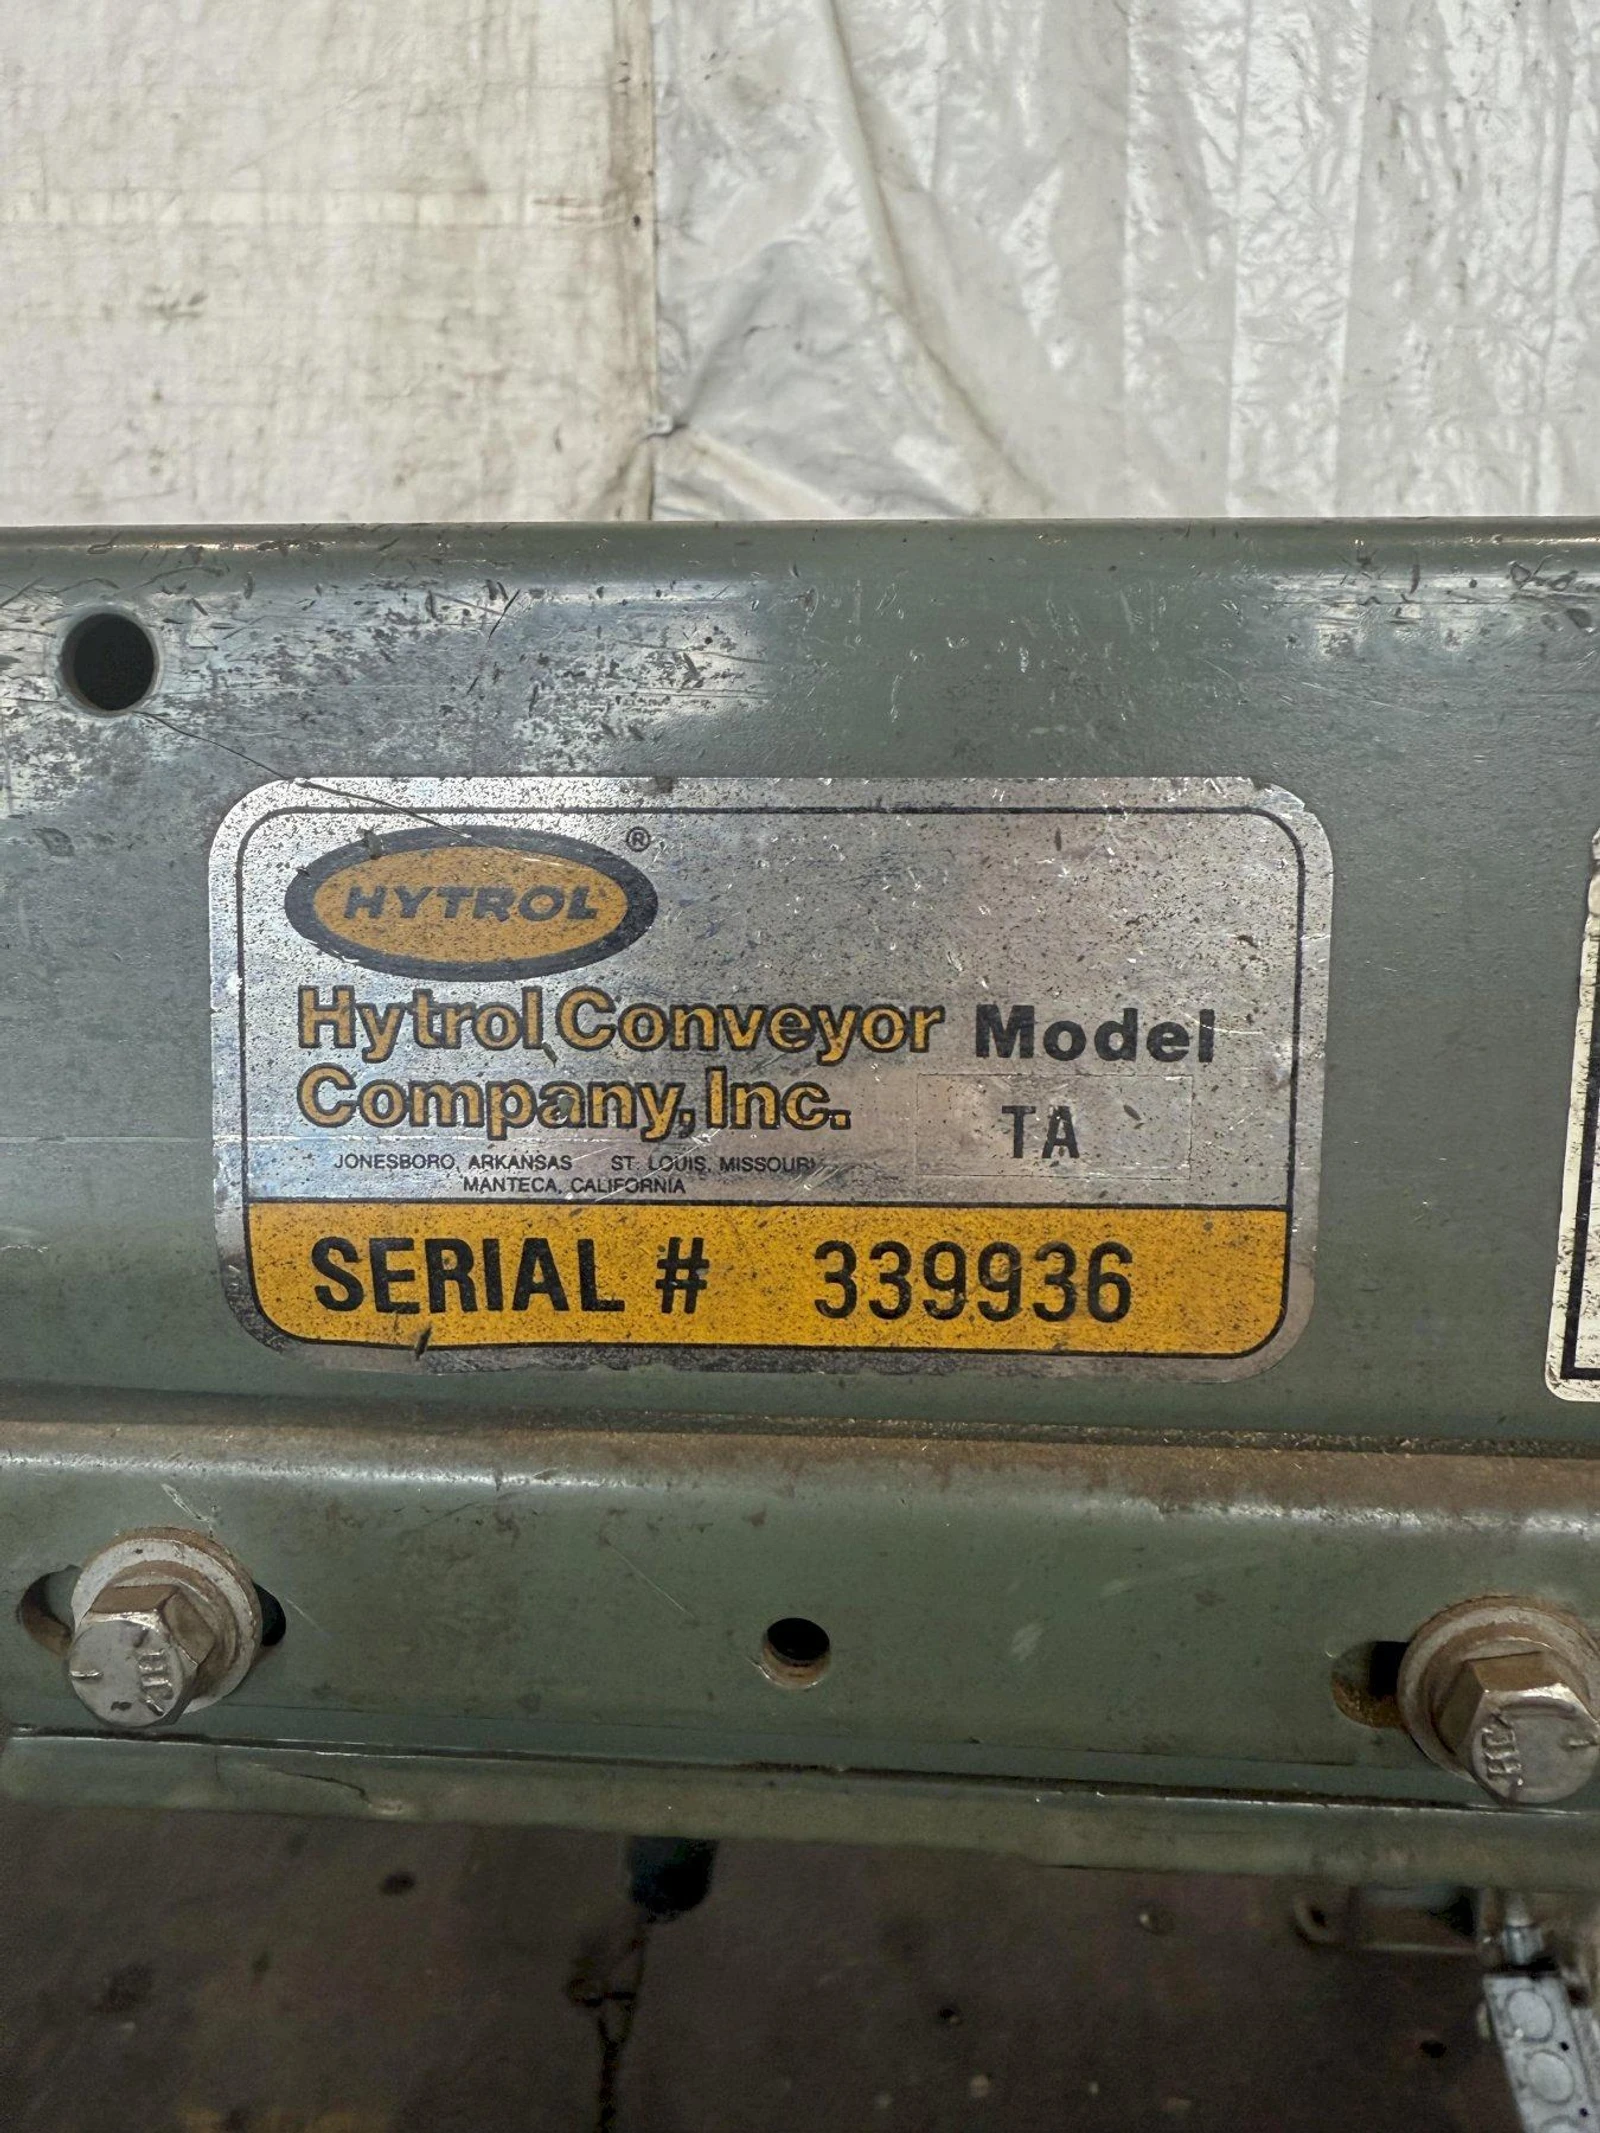 HYTROL ®
Hytrol Conveyor
Company, Inc.
Model
TA
JONESBORO, ARKANSAS ST. LOUIS, MISSOURI
MANTECA, CALIFORNIA
SERIAL # 339936